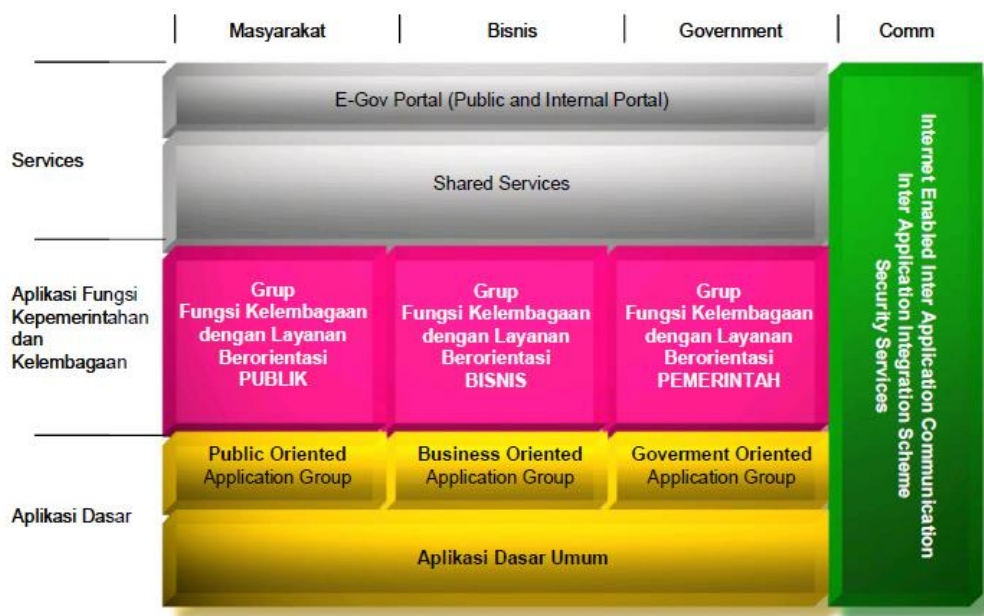 Masyarakat
Bisnis
Government
Comm
Services
E-Gov Portal (Public and Internal Portal)
Shared Services
Aplikasi Fungsi
Kepemerintahan
dan
Kelembagaan
Grup
Fungsi Kelembagaan
dengan Layanan
Berorientasi
PUBLIK
Grup
Fungsi Kelembagaan
dengan Layanan
Berorientasi
BISNIS
Grup
Fungsi Kelembagaan
dengan Layanan
Berorientasi
PEMERINTAH
Aplikasi Dasar
Public Oriented
Application Group
Business Oriented
Application Group
Goverment Oriented
Application Group
Aplikasi Dasar Umum
Internet Enabled Inter Application Communication
Inter Application Integration Scheme
Security Services